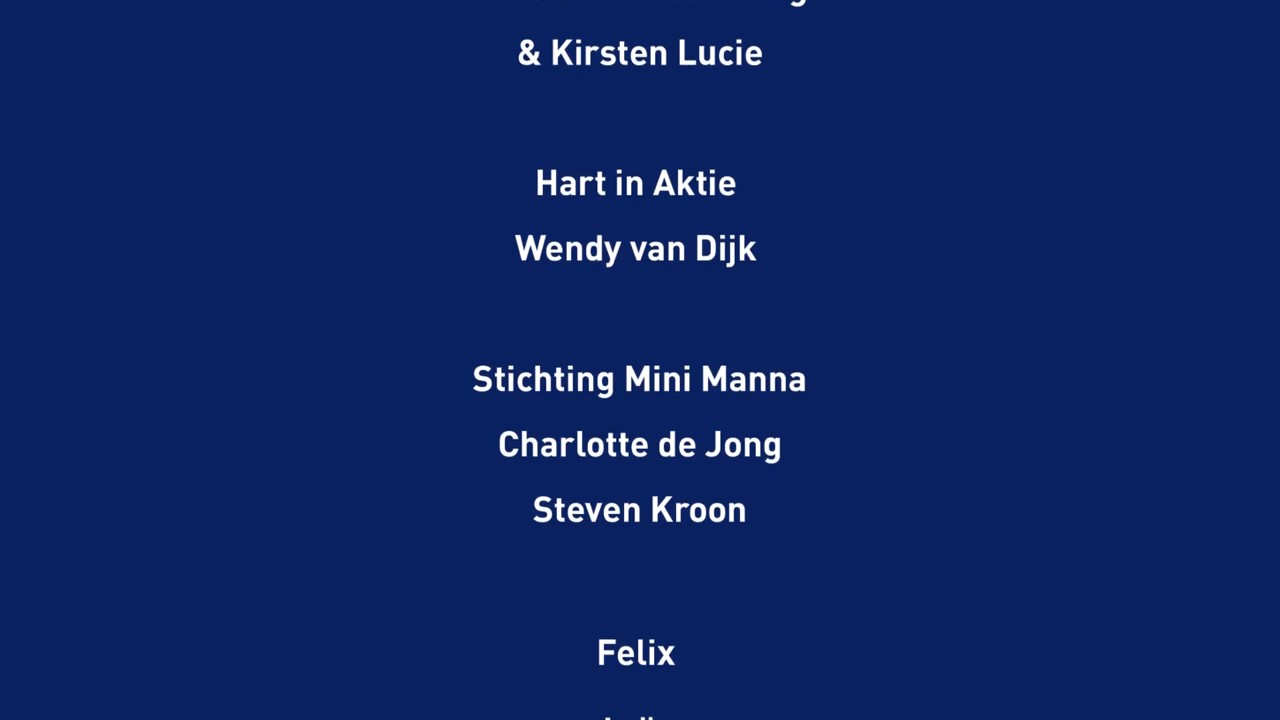 & Kirsten Lucie
Hart in Aktie
Wendy van Dijk
Stichting Mini Manna
Charlotte de Jong
Steven Kroon
Felix